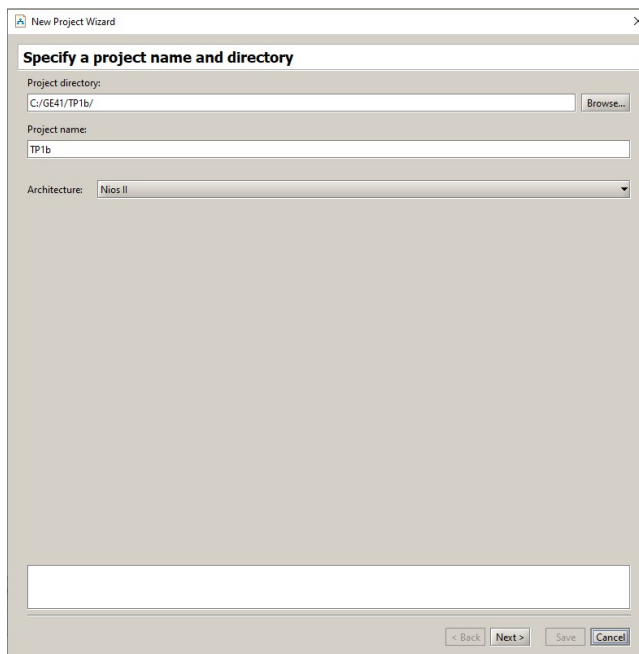 New Project Wizard
Specify a project name and directory
Project directory:
C:/GE41/TP1b/ Browse...
Project name:
TP1b
Architecture: Nios II
< Back Next > Save Cancel